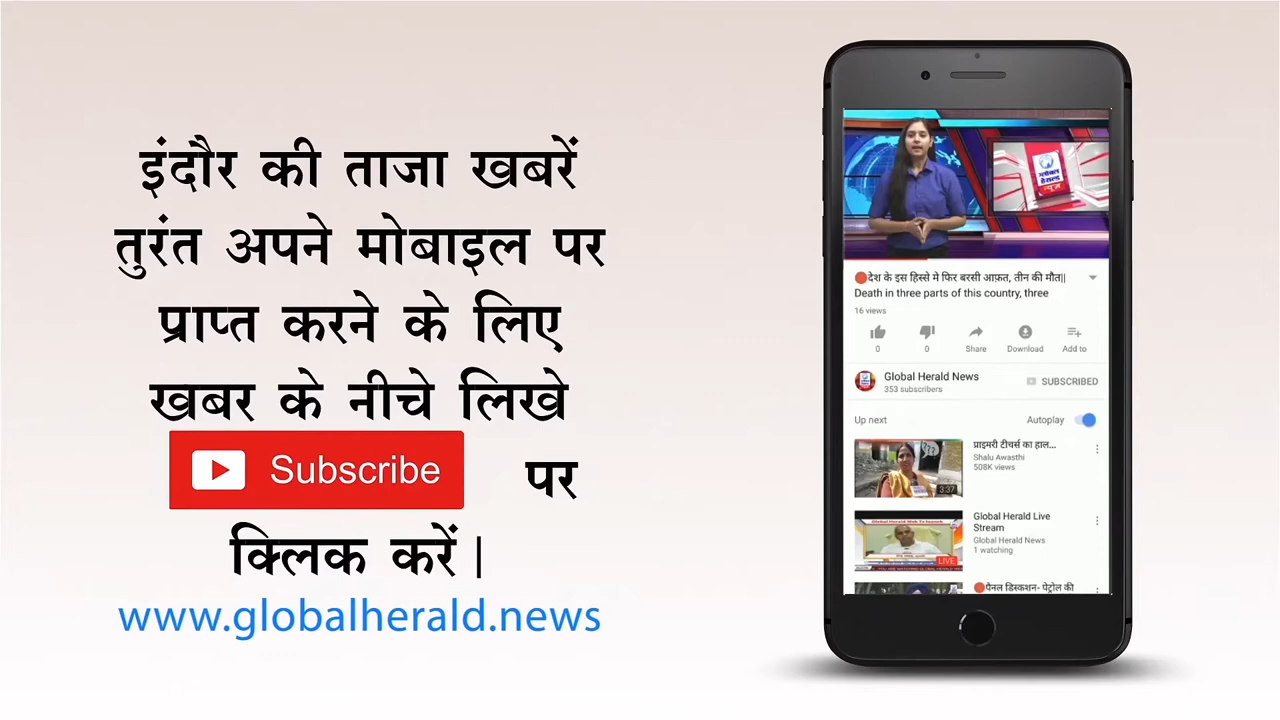 इंदौर की ताजा खबरें
तुरंत अपने मोबाइल पर
प्राप्त करने के लिए
खबर के नीचे लिखे
Subscribe पर
क्लिक करें|
www.globalherald.news
ग्लोबल
हेराल्ड
न्यूज़
🔴देश के इस हिस्से मे फिर बरसी आफ़त, तीन की मौत||
Death in three parts of this country, three
16 views
0 0 Share Download Add to
Global Herald News
353 subscribers
SUBSCRIBED
Up next Autoplay
प्राइमरी टीचर्स का हाल...
Shalu Awasthi
508K views
3:37
Global Herald Live
Stream
Global Herald News
1 watching
LIVE
🔴पैनल डिस्कशन- पेट्रोल की